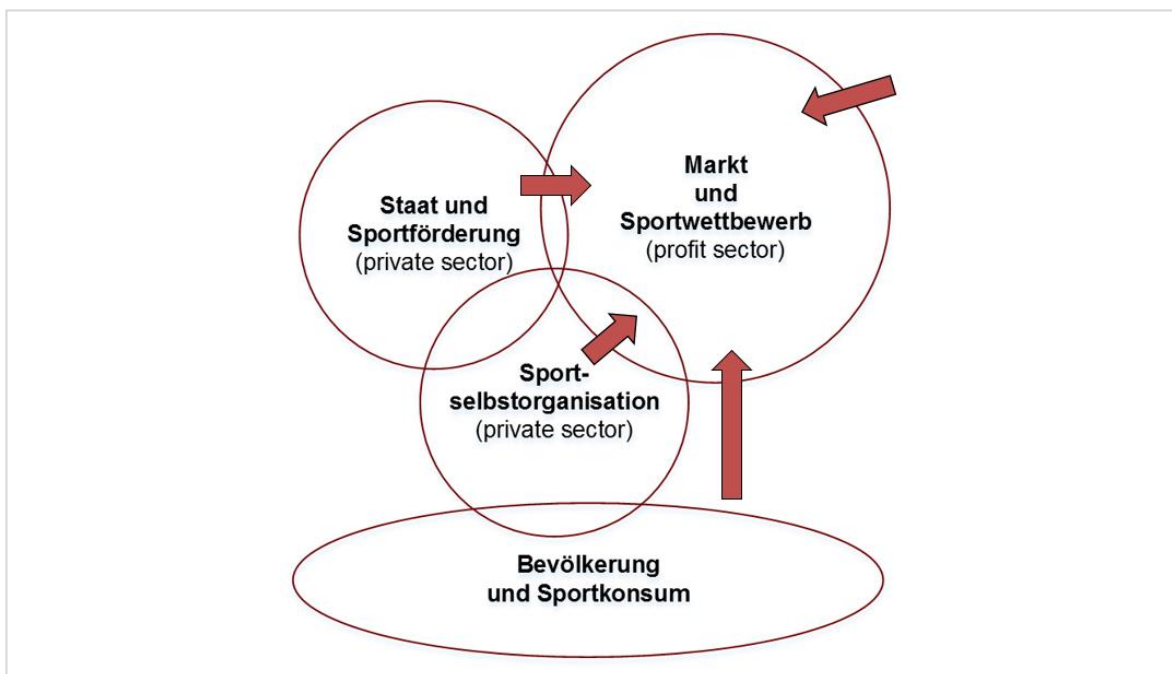 Staat und
Sportförderung
(private sector)
Markt
und
Sportwettbewerb
(profit sector)
Sport-
selbstorganisation
(private sector)
Bevölkerung
und Sportkonsum